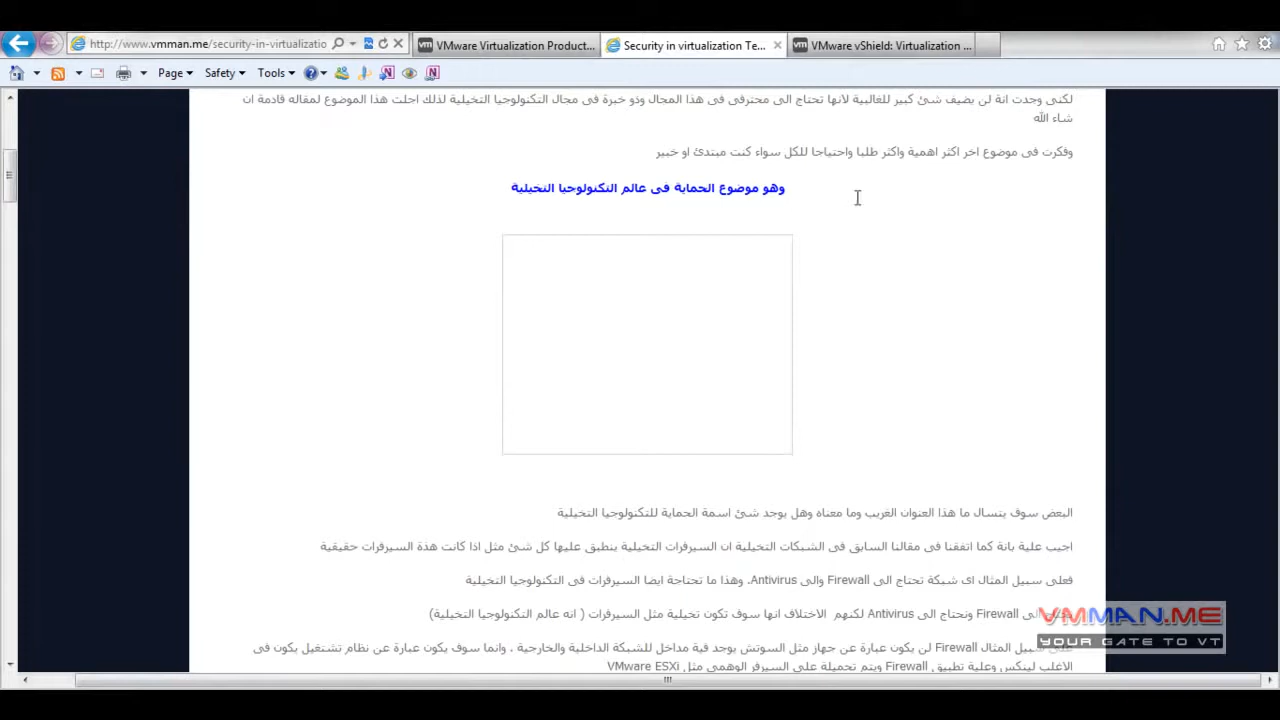 http://www.vmman.me/security-in-virtualizatio
VMware Virtualization Product...
Security in virtualization Te...
VMware vShield: Virtualization ...
Page
Safety
Tools
لكنى وجدت انة لن يضيف شئ كبير للغالبية لانها تحتاج الى محترفى فى هذا المجال وذو خبرة فى مجال التكنولوجيا التخيلية لذلك اجلت هذا الموضوع لمقاله قادمة ان
شاء الله
وفكرت فى موضوع اخر اكثر اهمية واكثر طلبا واحتياحا للكل سواء كنت مبتدئ او خبير
وهو موضوع الحماية فى عالم التكنولوجيا التخيلية
البعض سوف يتسال ما هذا العنوان الغريب وما معناه وهل يوجد شئ اسمة الحماية للتكنولوجيا التخيلية
اجيب علية بانة كما اتفقنا فى مقالنا السابق فى الشبكات التخيلية ان السيرفرات التخيلية ينطبق عليها كل شئ مثل اذا كانت هذة السيرفرات حقيقية
فعلى سبيل المثال اى شبكة تحتاج الى Firewall والى Antivirus. وهذا ما تحتاجة ايضا السيرفرات فى التكنولوجيا التخيلية
الى Firewall وتحتاج الى Antivirus لكنهم الاختلاف انها سوف تكون تخيلية مثل السيرفرات ( انه عالم التكنولوجيا التخيلية)
على سبيل المثال Firewall لن يكون عبارة عن جهاز مثل السوتش يوجد فية مداخل للشبكة الداخلية والخارجية ، وانما سوف يكون عبارة عن نظام تشتغيل يكون فى
الاغلب لينكس وعلية تطبيق Firewall ويتم تحميلة على السيرفر الوهمى مثل VMware ESXi
VMMAN.ME
YOUR GATE TO VT